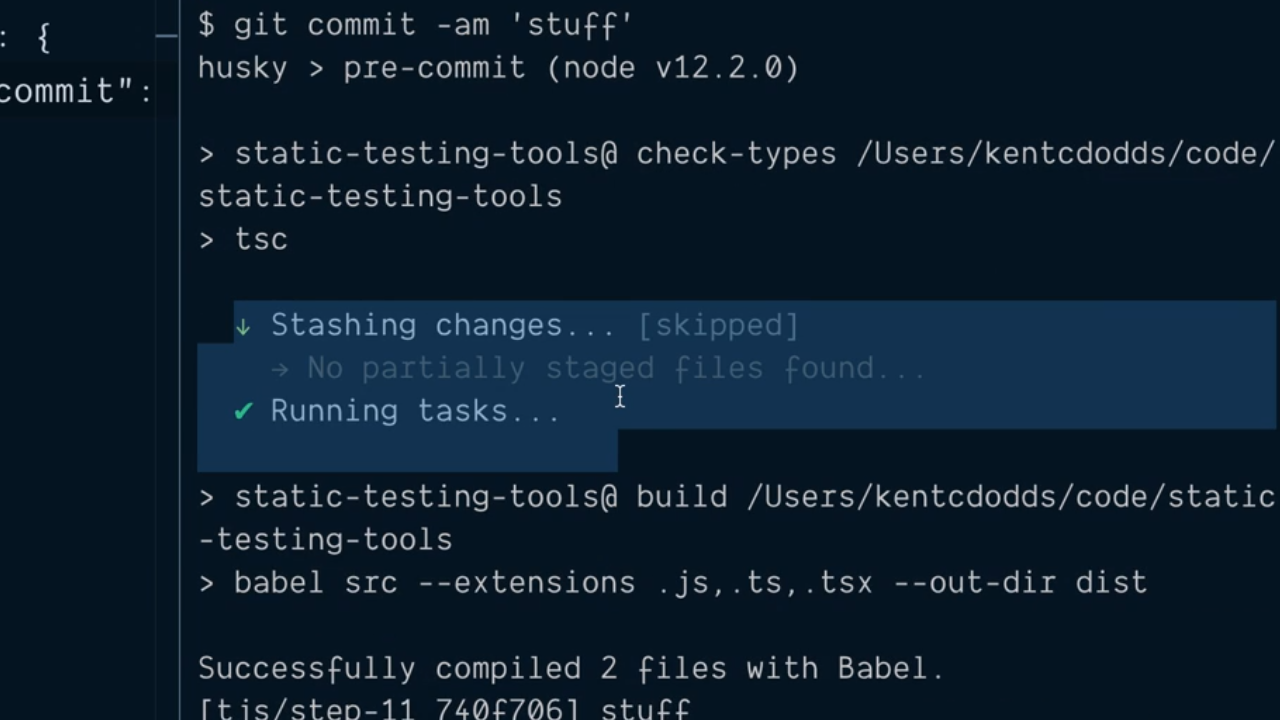 : {
commit":
$ git commit -am 'stuff'
husky > pre-commit (node v12.2.0)
> static-testing-tools@ check-types /Users/kentcdodds/code/
static-testing-tools
> tsc
↓ Stashing changes... [skipped]
→ No partially staged files found...
✔ Running tasks...
> static-testing-tools@ build /Users/kentcdodds/code/static
-testing-tools
> babel src --extensions .js,.ts,.tsx --out-dir dist
Successfully compiled 2 files with Babel.
[tjs/step-11 740f706] stuff